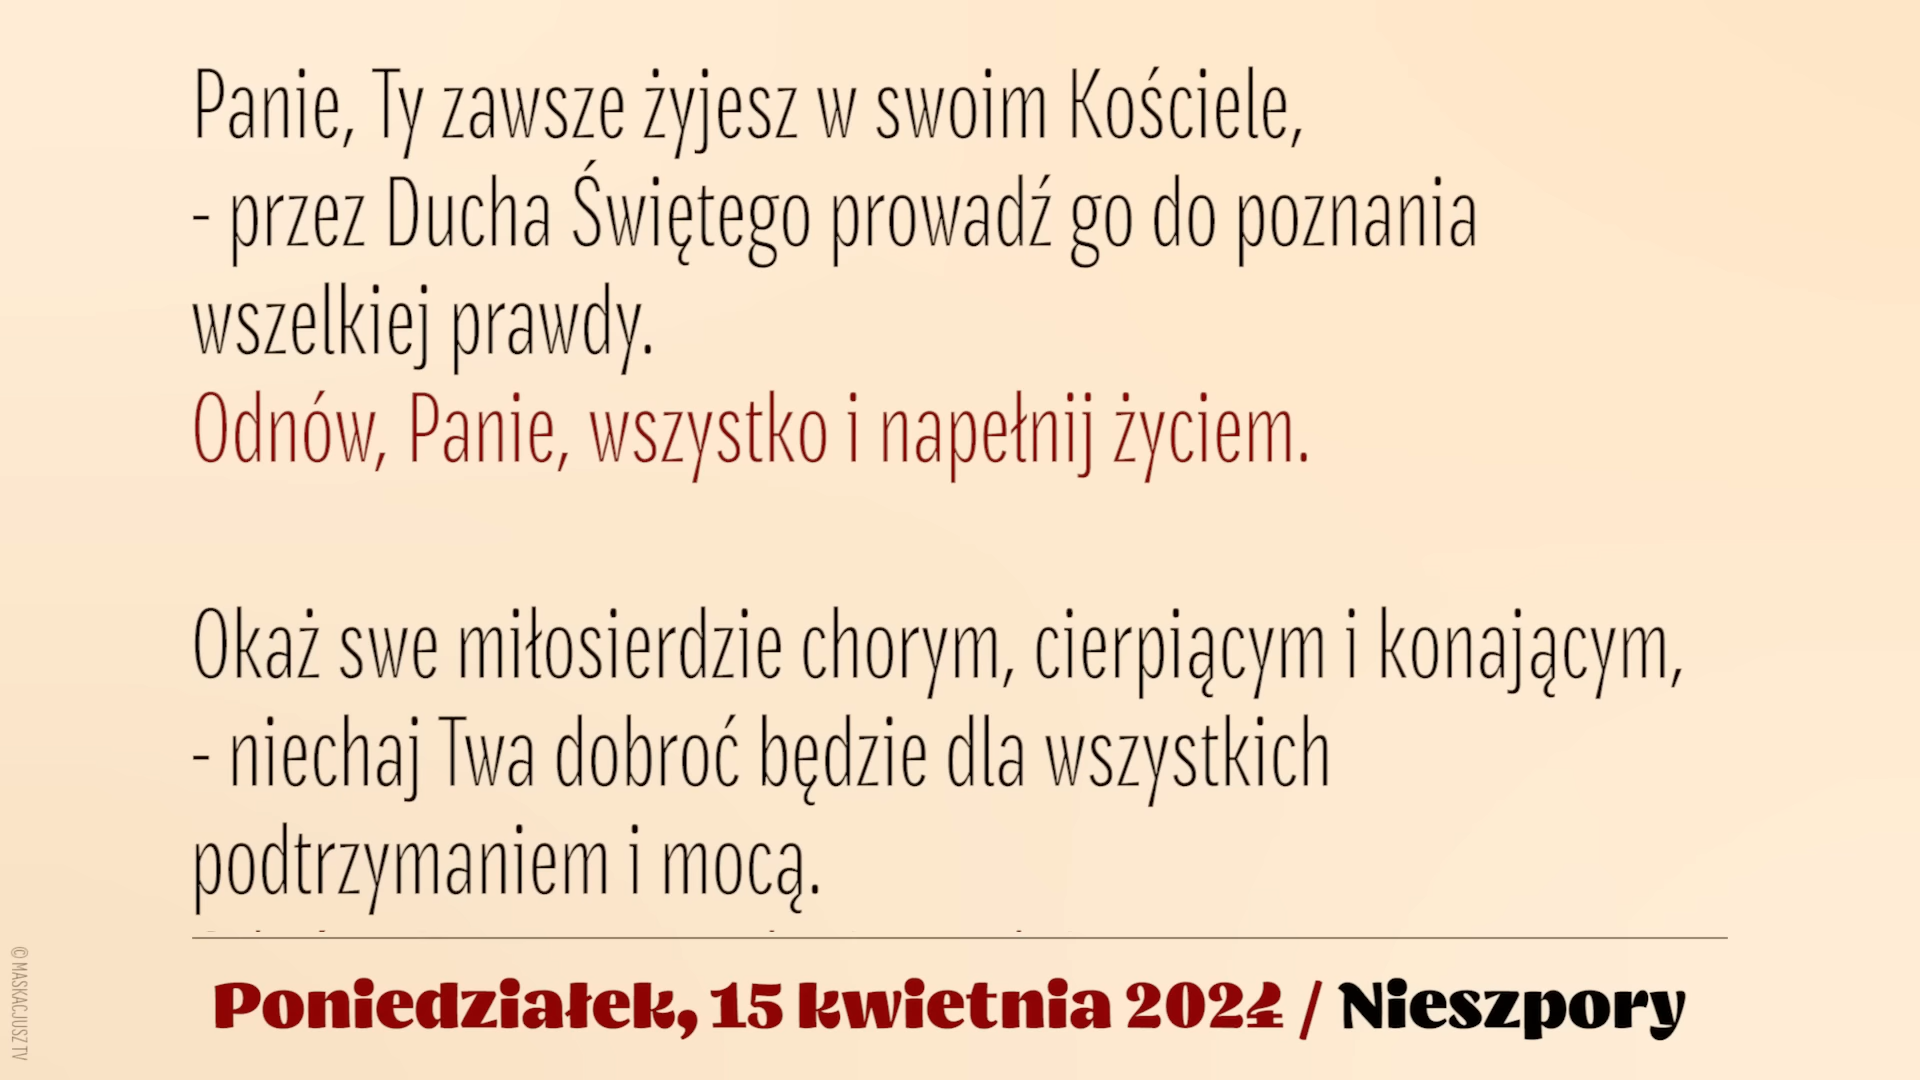 Panie, Ty zawsze żyjesz w swoim Kościele,
- przez Ducha Świętego prowadź go do poznania
wszelkiej prawdy.
Odnów, Panie, wszystko i napełnij życiem.
Okaż swe miłosierdzie chorym, cierpiącym i konającym,
- niechaj Twa dobroć będzie dla wszystkich
podtrzymaniem i mocą.
Poniedziałek, 15 kwietnia 2024 / Nieszpory
© MASKACJUSZ TV